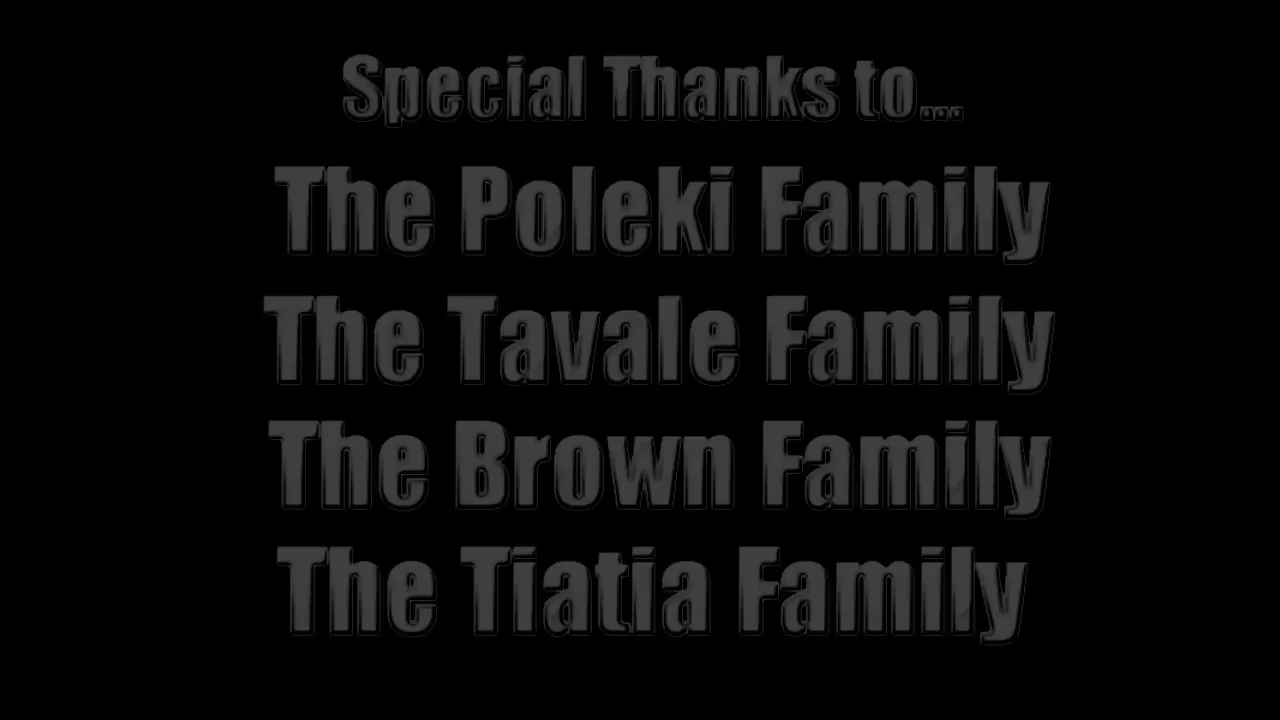 Special Thanks to...
The Poleki Family
The Tavale Family
The Brown Family
The Tiatia Family